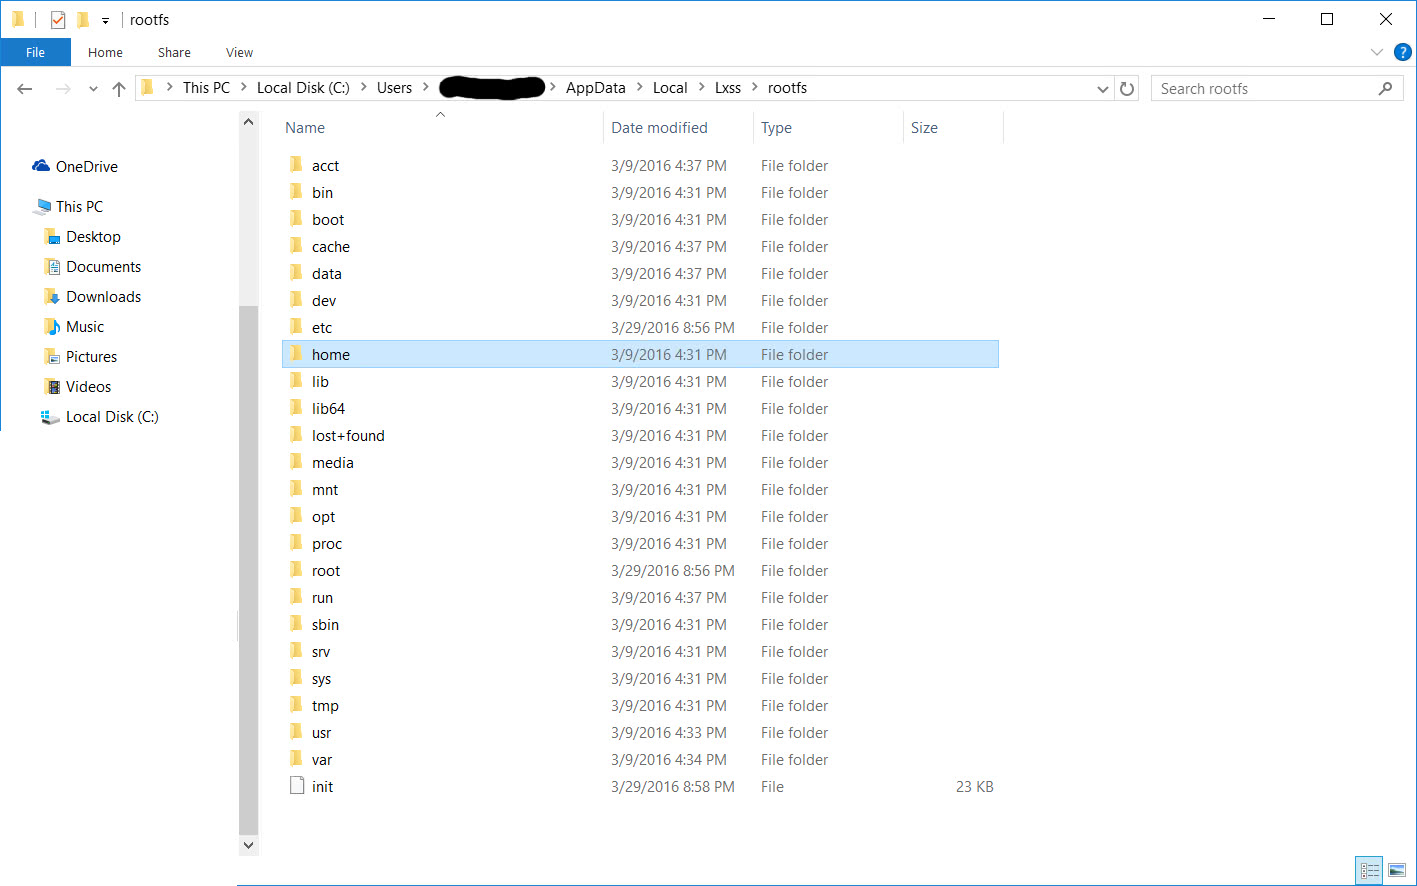 rootfs
File Home Share View
This PC Local Disk (C:) Users AppData Local Lxss rootfs Search rootfs
OneDrive
This PC
Desktop
Documents
Downloads
Music
Pictures
Videos
Local Disk (C:)
Name Date modified Type Size
acct 3/9/2016 4:37 PM File folder
bin 3/9/2016 4:31 PM File folder
boot 3/9/2016 4:31 PM File folder
cache 3/9/2016 4:37 PM File folder
data 3/9/2016 4:37 PM File folder
dev 3/9/2016 4:31 PM File folder
etc 3/29/2016 8:56 PM File folder
home 3/9/2016 4:31 PM File folder
lib 3/9/2016 4:31 PM File folder
lib64 3/9/2016 4:31 PM File folder
lost+found 3/9/2016 4:31 PM File folder
media 3/9/2016 4:31 PM File folder
mnt 3/9/2016 4:31 PM File folder
opt 3/9/2016 4:31 PM File folder
proc 3/9/2016 4:31 PM File folder
root 3/29/2016 8:56 PM File folder
run 3/9/2016 4:37 PM File folder
sbin 3/9/2016 4:31 PM File folder
srv 3/9/2016 4:31 PM File folder
sys 3/9/2016 4:31 PM File folder
tmp 3/9/2016 4:31 PM File folder
usr 3/9/2016 4:33 PM File folder
var 3/9/2016 4:34 PM File folder
init 3/29/2016 8:58 PM File 23 KB